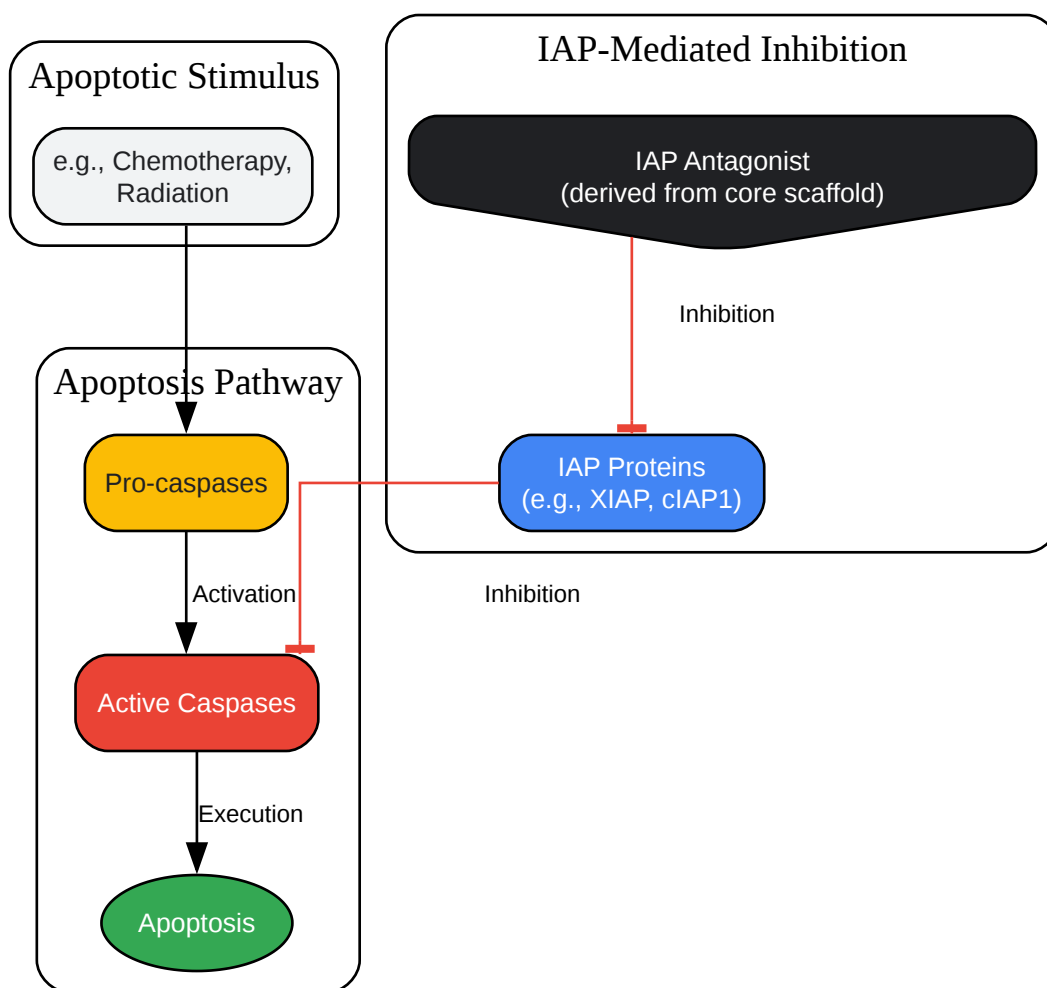 Apoptotic Stimulus
e.g., Chemotherapy,
Radiation
IAP-Mediated Inhibition
IAP Antagonist
(derived from core scaffold)
Inhibition
Apoptosis Pathway
Pro-caspases
IAP Proteins
(e.g., XIAP, cIAP1)
Activation
Inhibition
Active Caspases
Execution
Apoptosis